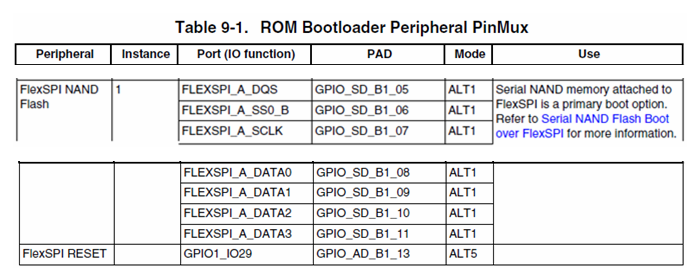 Table 9-1. ROM Bootloader Peripheral PinMux
Peripheral Instance Port (IO function) PAD Mode Use
FlexSPI NAND 1 FLEXSPI_A_DQS GPIO_SD_B1_05 ALT1 Serial NAND memory attached to
Flash FLEXSPI_A_SS0_B GPIO_SD_B1_06 ALT1 FlexSPI is a primary boot option.
Refer to Serial NAND Flash Boot
FLEXSPI_A_SCLK GPIO_SD_B1_07 ALT1 over FlexSPI for more information.
FLEXSPI_A_DATA0 GPIO_SD_B1_08 ALT1
FLEXSPI_A_DATA1 GPIO_SD_B1_09 ALT1
FLEXSPI_A_DATA2 GPIO_SD_B1_10 ALT1
FLEXSPI_A_DATA3 GPIO_SD_B1_11 ALT1
FlexSPI RESET GPIO1_IO29 GPIO_AD_B1_13 ALT5